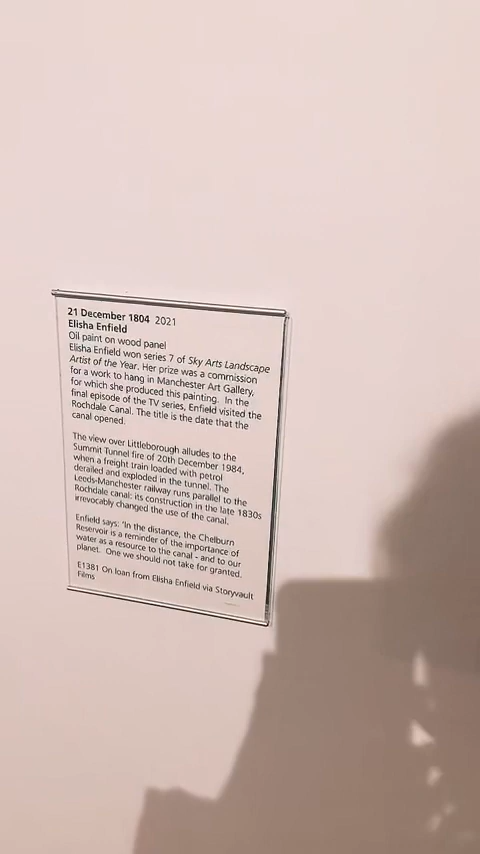 21 December 1804 2021
Elisha Enfield
Oil paint on wood panel
Elisha Enfield won series 7 of Sky Arts Landscape
Artist of the Year. Her prize was a commission
for a work to hang in Manchester Art Gallery,
for which she produced this painting. In the
final episode of the TV series, Enfield visited the
Rochdale Canal. The title is the date that the
canal opened.
The view over Littleborough alludes to the
Summit Tunnel fire of 20th December 1984,
when a freight train loaded with petrol
derailed and exploded in the tunnel. The
Leeds-Manchester railway runs parallel to the
Rochdale canal: its construction in the late 1830s
irrevocably changed the use of the canal.
Enfield says: 'In the distance, the Chelburn
Reservoir is a reminder of the importance of
water as a resource to the canal - and to our
planet. One we should not take for granted.
E1381 On loan from Elisha Enfield via Storyvault
Films